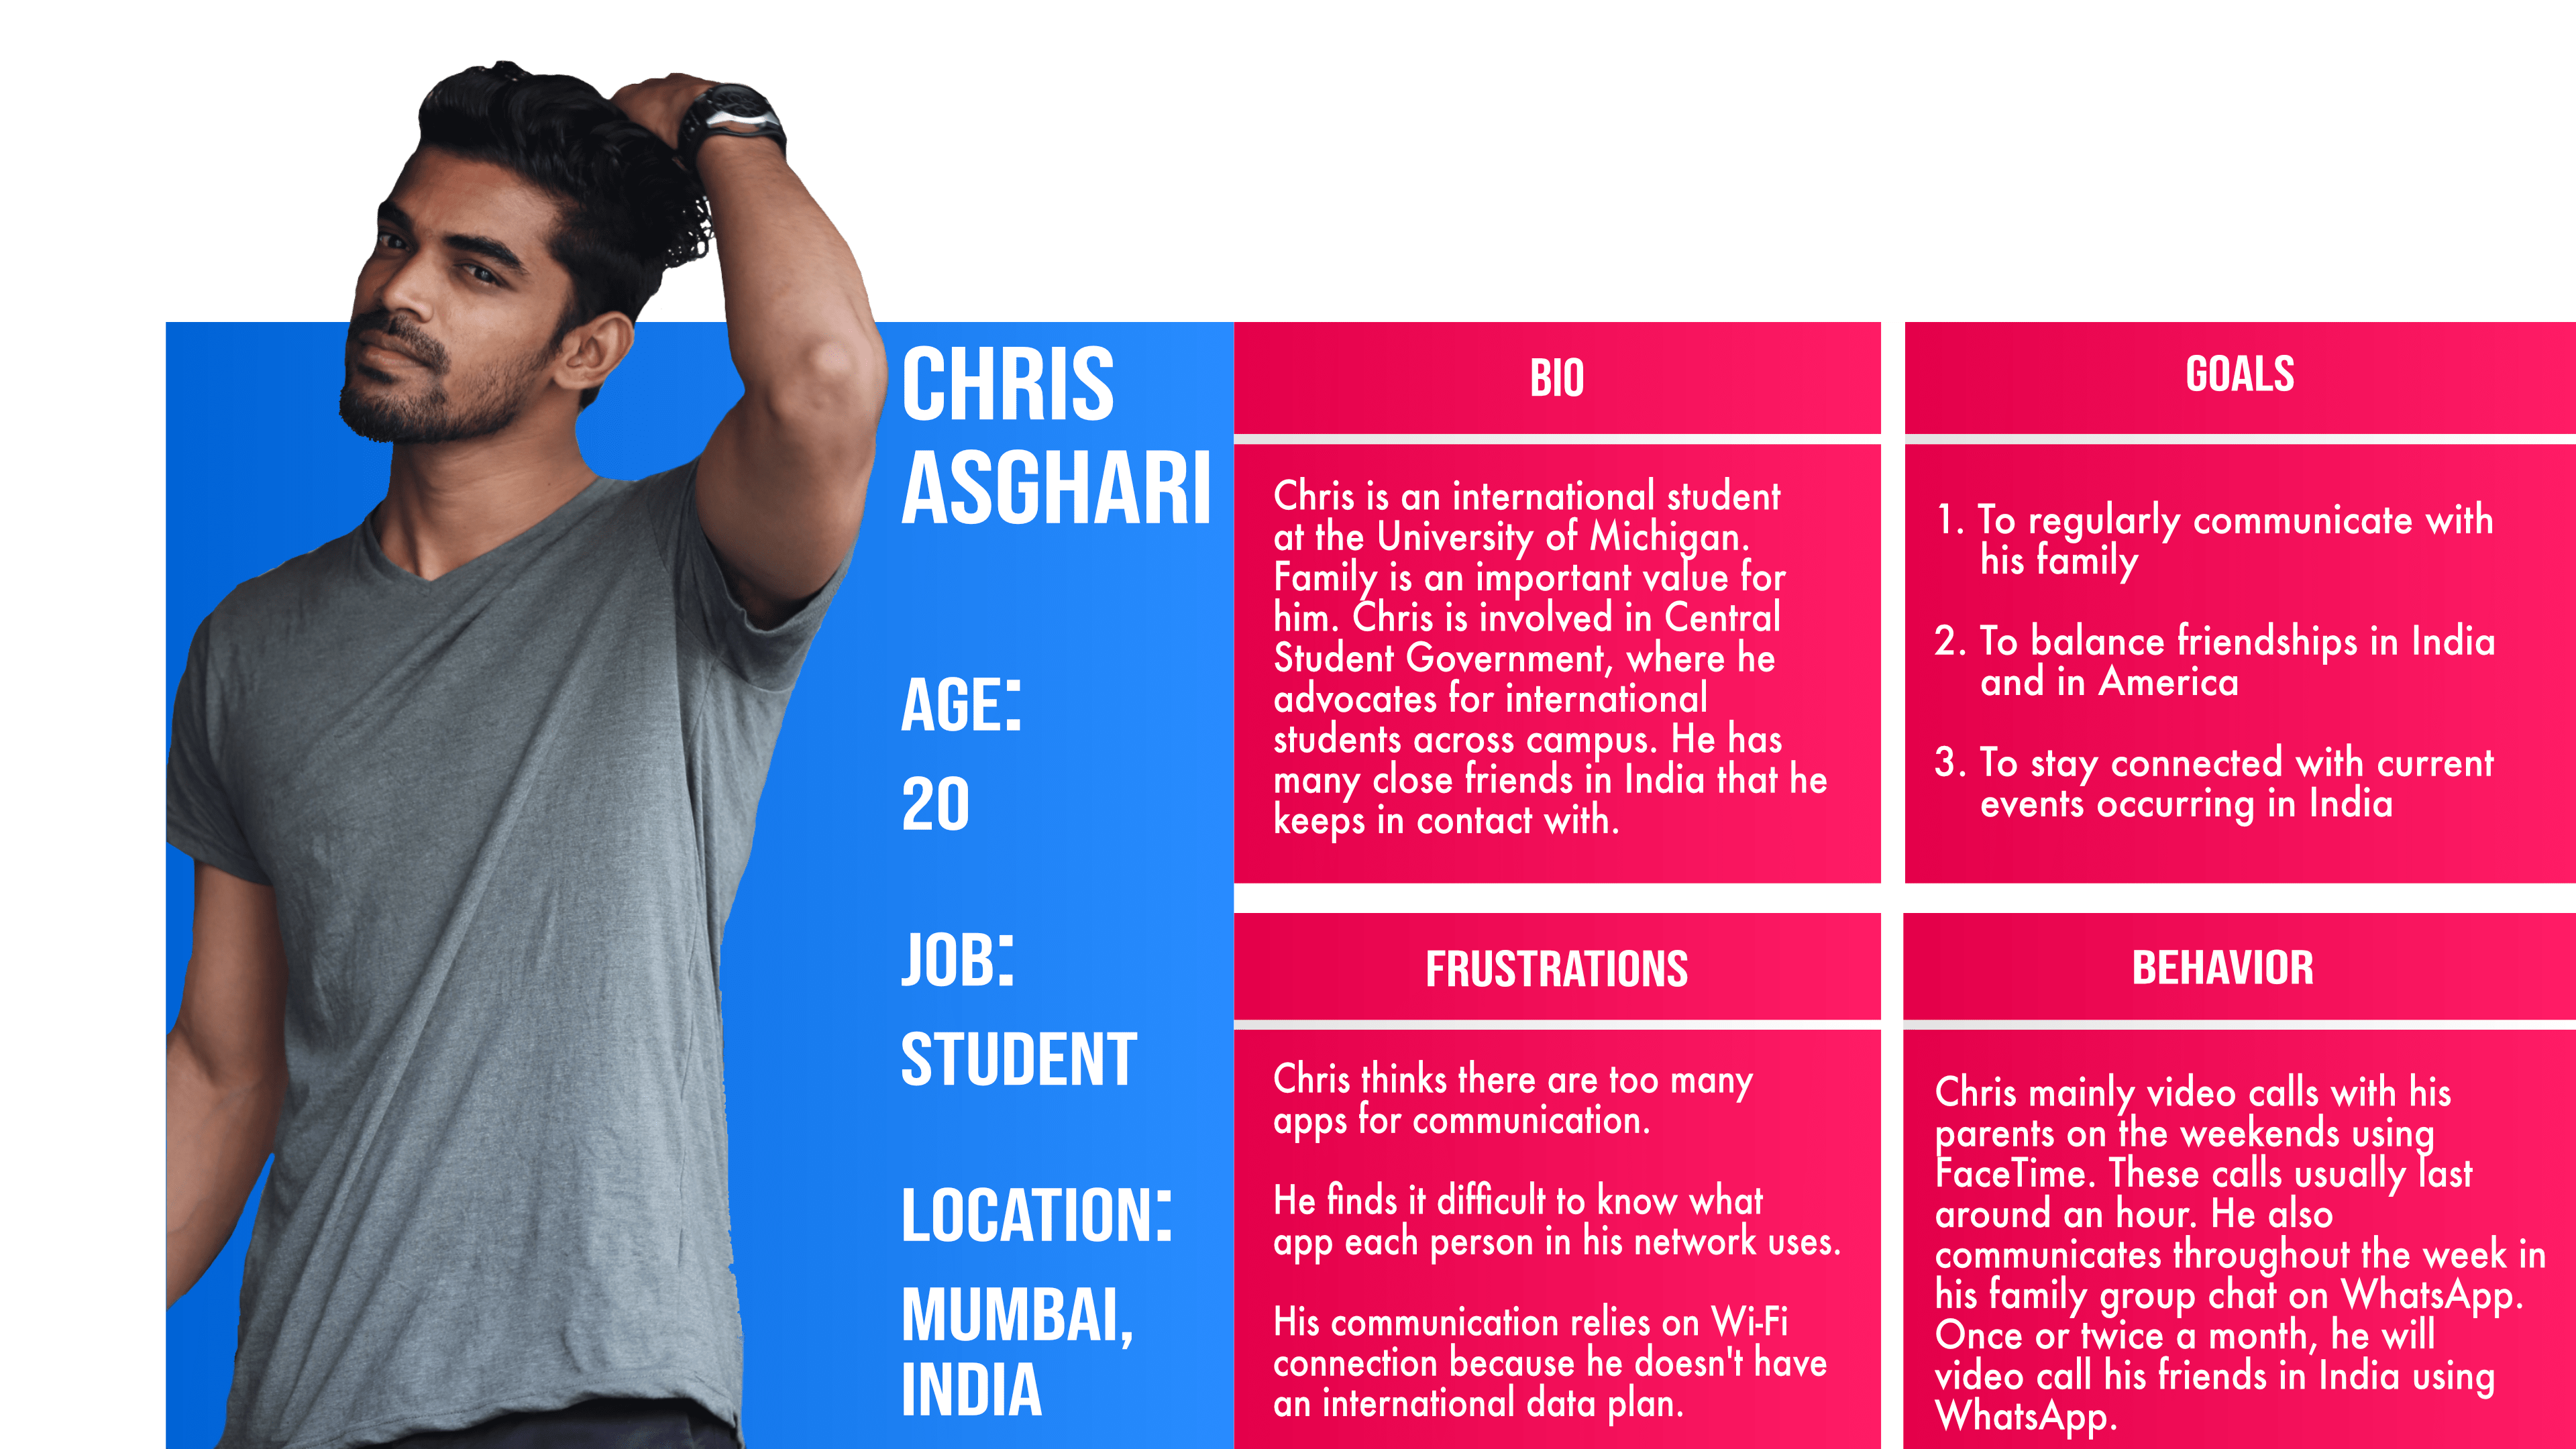 CHRIS
ASGHARI
AGE:
20
JOB:
STUDENT
LOCATION:
MUMBAI,
INDIA
BIO
Chris is an international student
at the University of Michigan.
Family is an important value for
him. Chris is involved in Central
Student Government, where he
advocates for international
students across campus. He has
many close friends in India that he
keeps in contact with.
GOALS
1. To regularly communicate with
his family
2. To balance friendships in India
and in America
3. To stay connected with current
events occurring in India
FRUSTRATIONS
Chris thinks there are too many
apps for communication.
He finds it difficult to know what
app each person in his network uses.
His communication relies on Wi-Fi
connection because he doesn't have
an international data plan.
BEHAVIOR
Chris mainly video calls with his
parents on the weekends using
FaceTime. These calls usually last
around an hour. He also
communicates throughout the week in
his family group chat on WhatsApp.
Once or twice a month, he will
video call his friends in India using
WhatsApp.